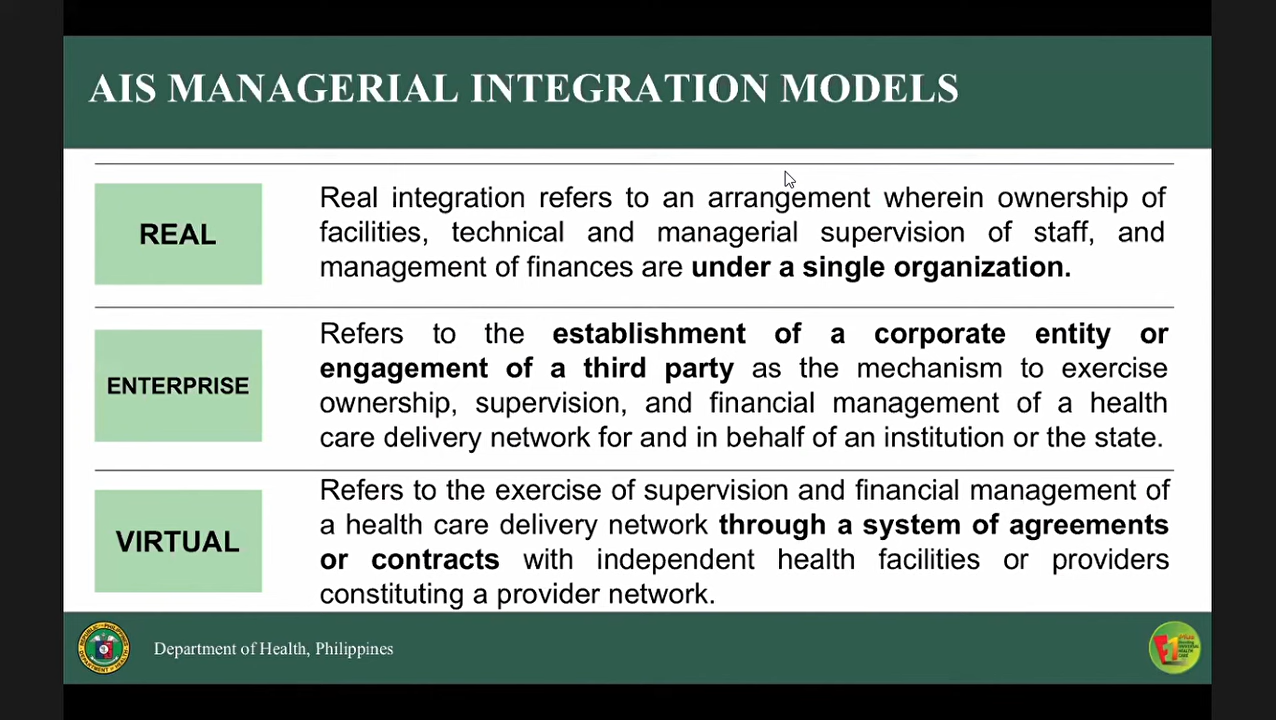 AIS MANAGERIAL INTEGRATION MODELS
REAL
Real integration refers to an arrangement wherein ownership of
facilities, technical and managerial supervision of staff, and
management of finances are under a single organization.
ENTERPRISE
Refers to the establishment of a corporate entity or
engagement of a third party as the mechanism to exercise
ownership, supervision, and financial management of a health
care delivery network for and in behalf of an institution or the state.
VIRTUAL
Refers to the exercise of supervision and financial management of
a health care delivery network through a system of agreements
or contracts with independent health facilities or providers
constituting a provider network.
Department of Health, Philippines